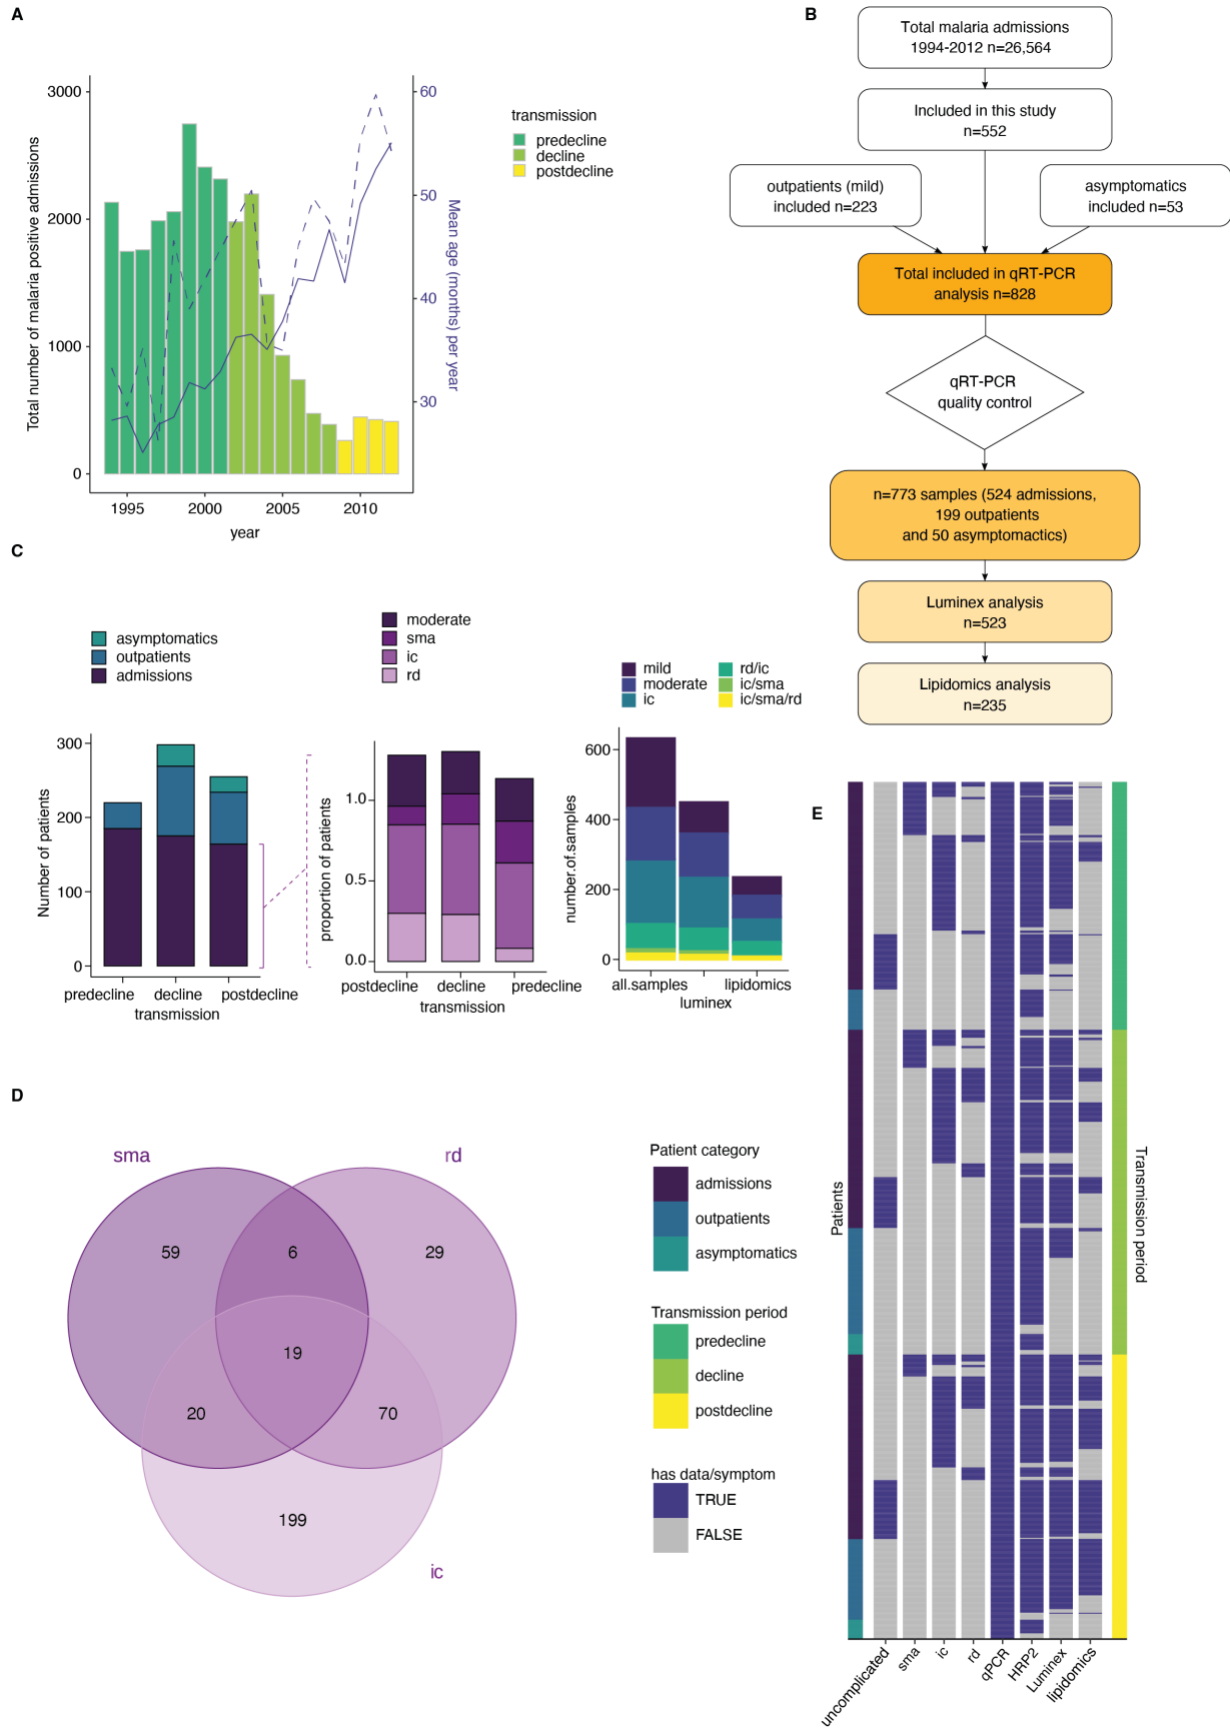 A
3000
2000
1000
0
Total number of malaria positive admissions
1995
2000
2005
2010
year
60
50
40
30
Mean age (months) per year
transmission
predecline
decline
postdecline
B
Total malaria admissions
1994-2012 n=26,564
Included in this study
n=552
outpatients (mild)
included n=223
asymptomatics
included n=53
Total included in qRT-PCR
analysis n=828
qRT-PCR
quality control
n=773 samples (524 admissions,
199 outpatients
and 50 asymptomactics)
Luminex analysis
n=523
Lipidomics analysis
n=235
C
asymptomatics
outpatients
admissions
300
200
100
0
Number of patients
predecline
decline
postdecline
transmission
moderate
sma
ic
rd
1.0
0.5
0.0
proportion of patients
postdecline
decline
predecline
transmission
mild
moderate
ic
rd/ic
ic/sma
ic/sma/rd
600
400
200
0
number.of.samples
all.samples
luminex
lipidomics
D
sma
rd
59
6
29
19
20
70
199
ic
Patient category
admissions
outpatients
asymptomatics
Transmission period
predecline
decline
postdecline
has data/symptom
TRUE
FALSE
E
Patients
Transmission period
uncomplicated
sma
ic
rd
qPCR
HRP2
Luminex
lipidomics